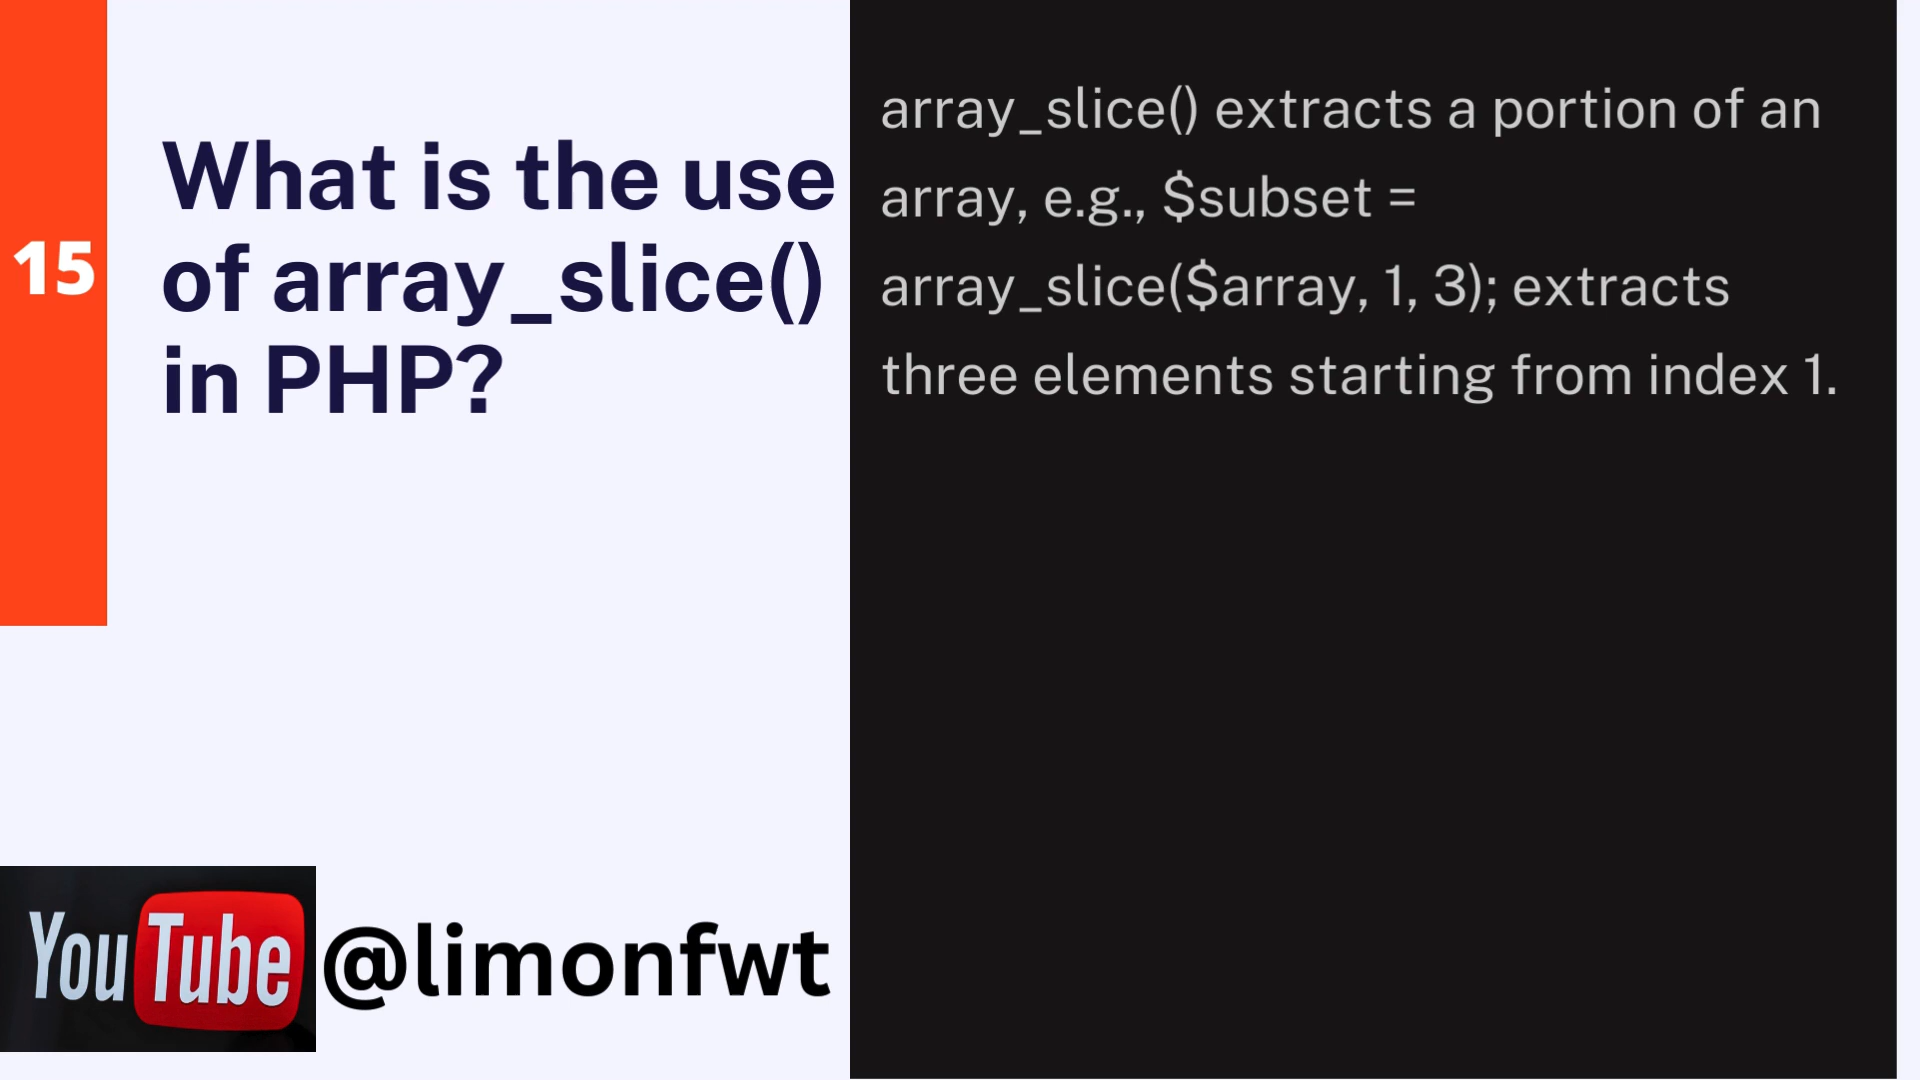 15
What is the use
of array_slice()
in PHP?
array_slice() extracts a portion of an
array, e.g., $subset =
array_slice($array, 1, 3); extracts
three elements starting from index 1.
YouTube
@limonfwt